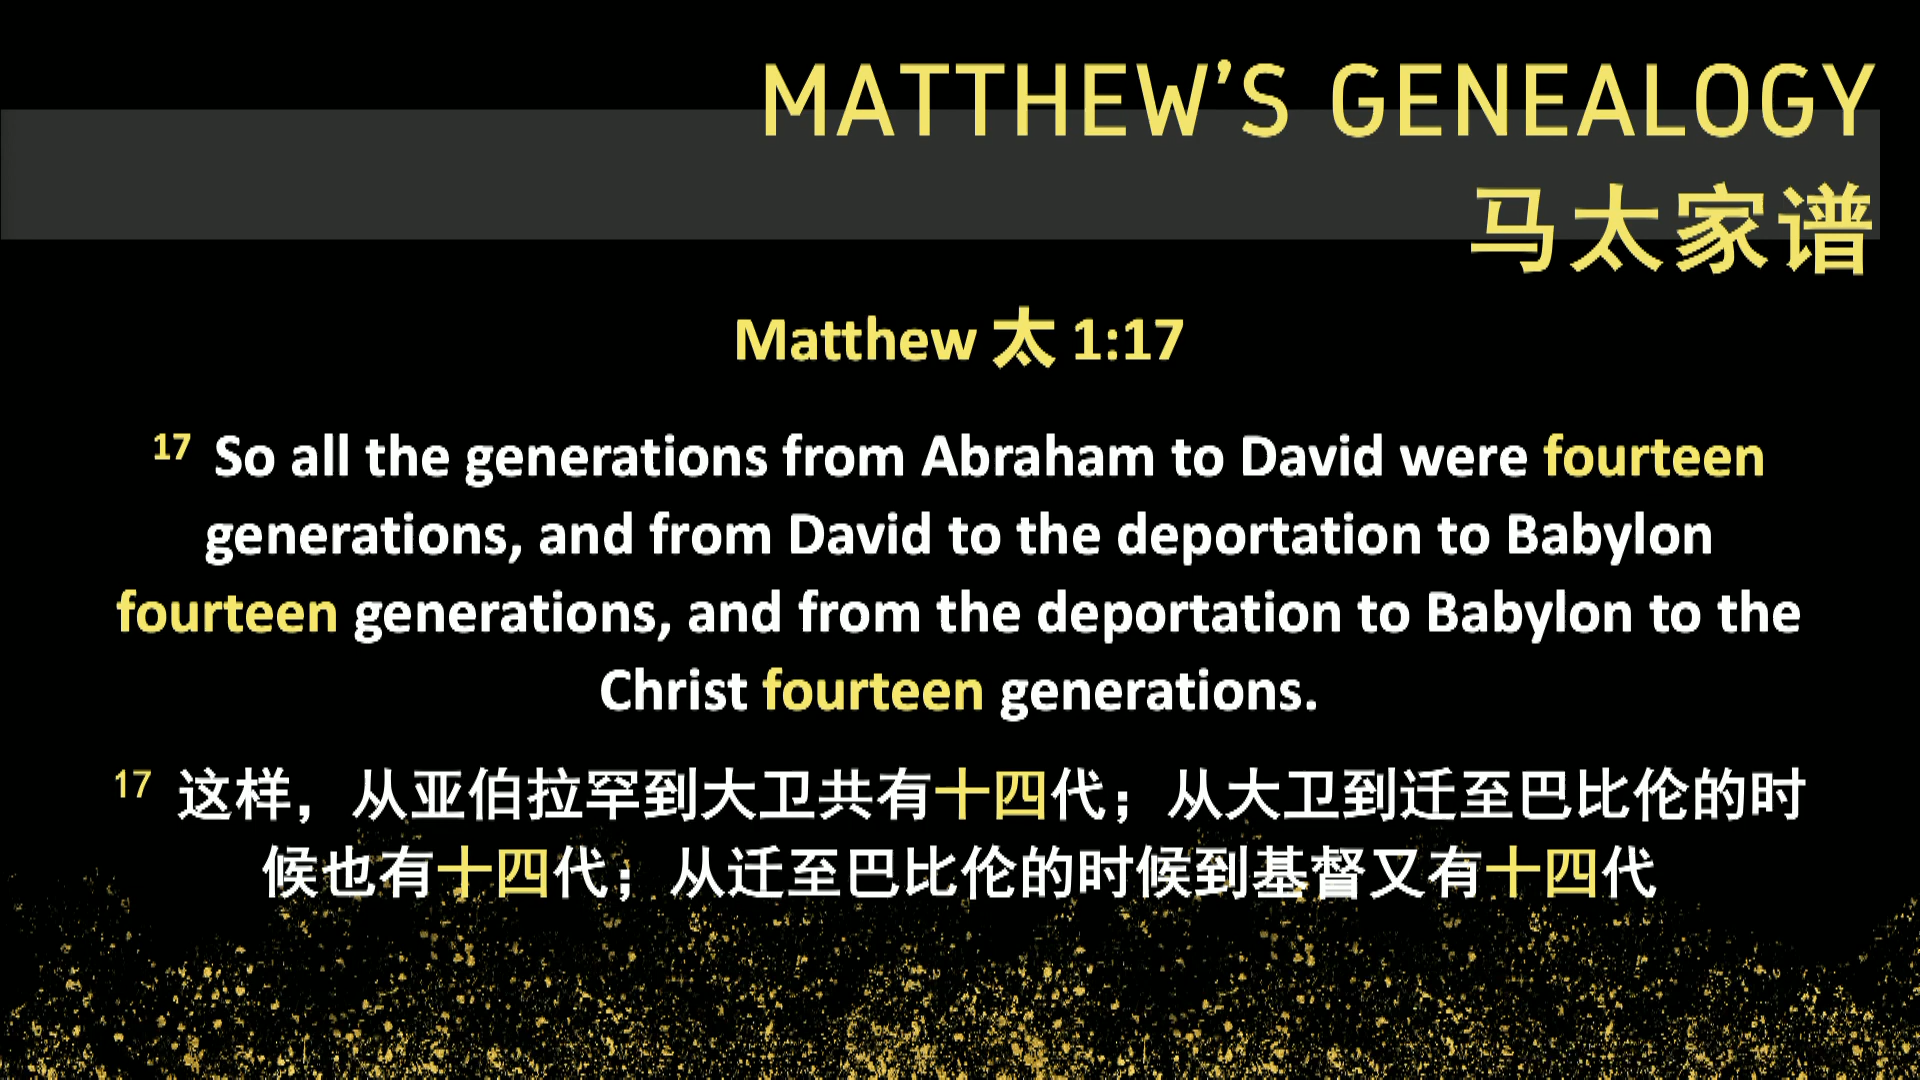 MATTHEW’S GENEALOGY
马太家谱
Matthew 太 1:17
17 So all the generations from Abraham to David were fourteen
generations, and from David to the deportation to Babylon
fourteen generations, and from the deportation to Babylon to the
Christ fourteen generations.
17 这样，从亚伯拉罕到大卫共有十四代；从大卫到迁至巴比伦的时
候也有十四代；从迁至巴比伦的时候到基督又有十四代